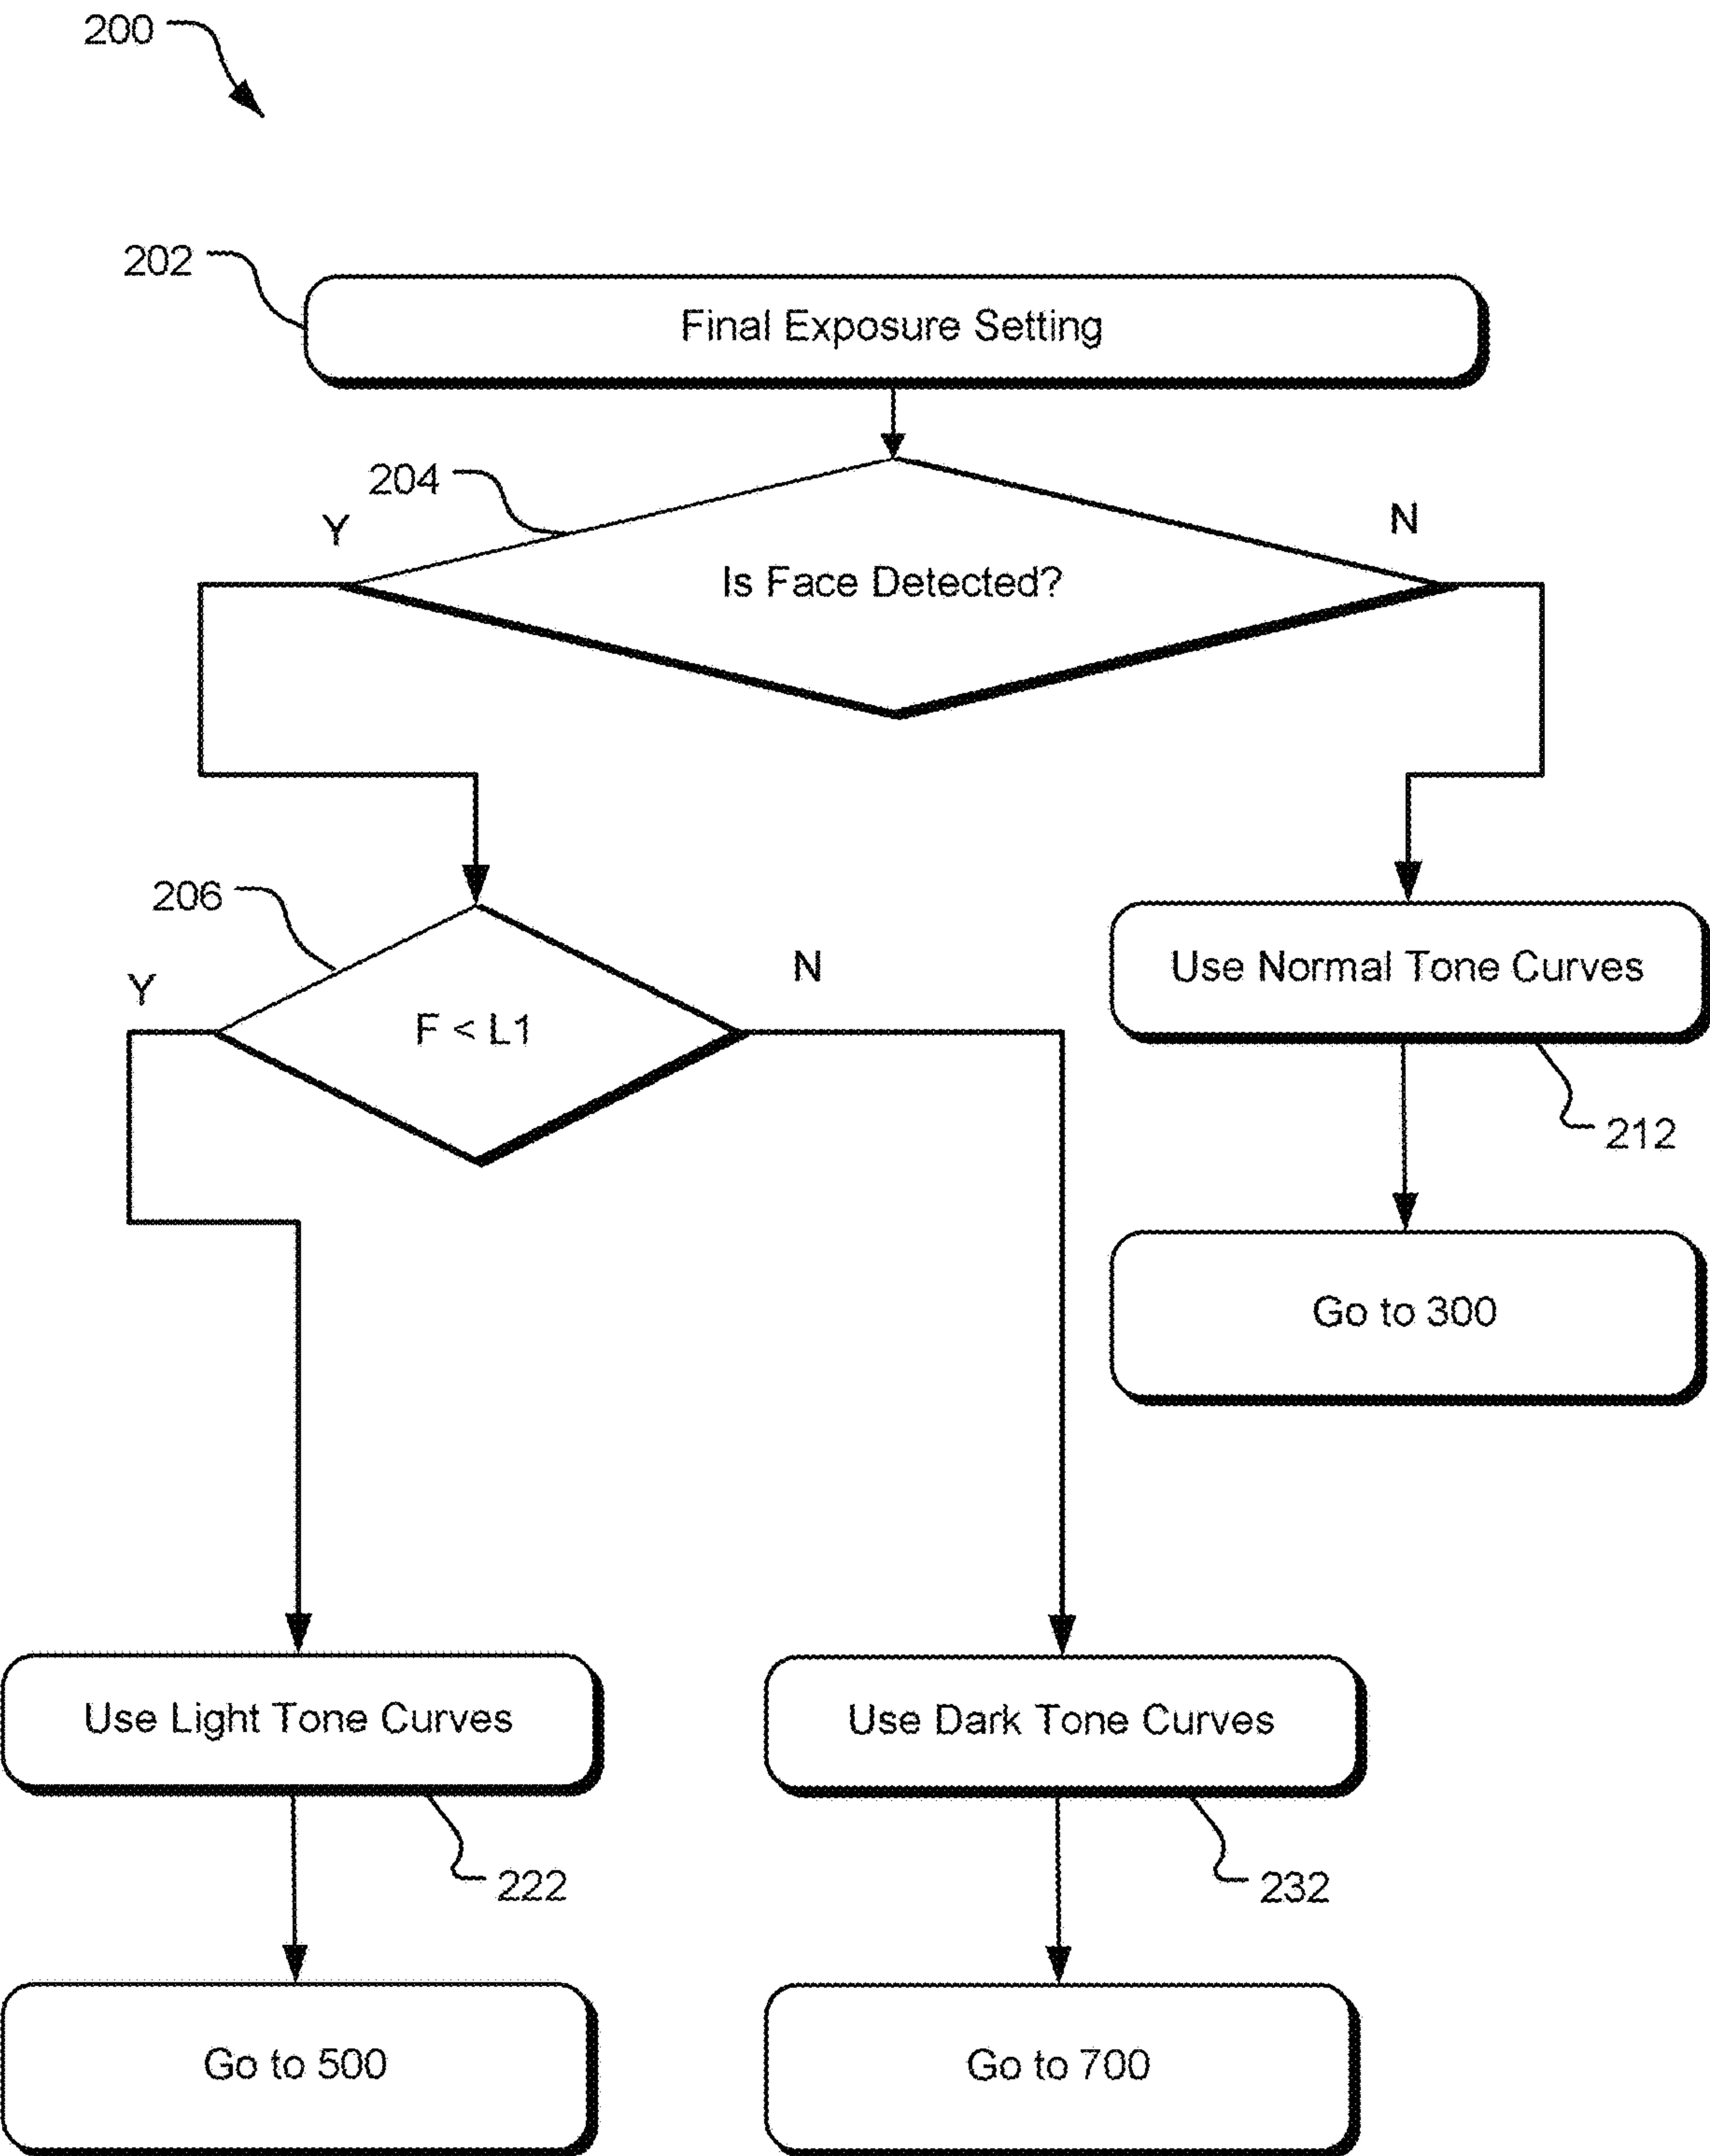 200
202
Final Exposure Setting
204
Y
N
Is Face Detected?
206
Y
N
F < L1
Use Normal Tone Curves
212
Go to 300
Use Light Tone Curves
Use Dark Tone Curves
222
232
Go to 500
Go to 700